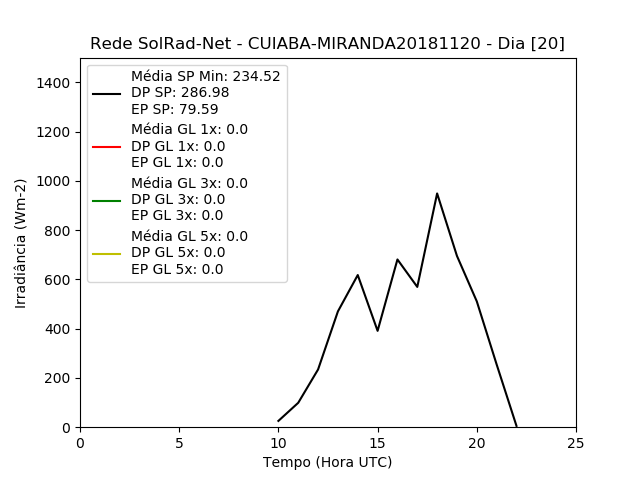 Rede SolRad-Net - CUIABA-MIRANDA20181120 - Dia [20]
Média SP Min: 234.52
DP SP: 286.98
EP SP: 79.59
Média GL 1x: 0.0
DP GL 1x: 0.0
EP GL 1x: 0.0
Média GL 3x: 0.0
DP GL 3x: 0.0
EP GL 3x: 0.0
Média GL 5x: 0.0
DP GL 5x: 0.0
EP GL 5x: 0.0
Irradiância (Wm-2)
1400
1200
1000
800
600
400
200
0
0 5 10 15 20 25
Tempo (Hora UTC)